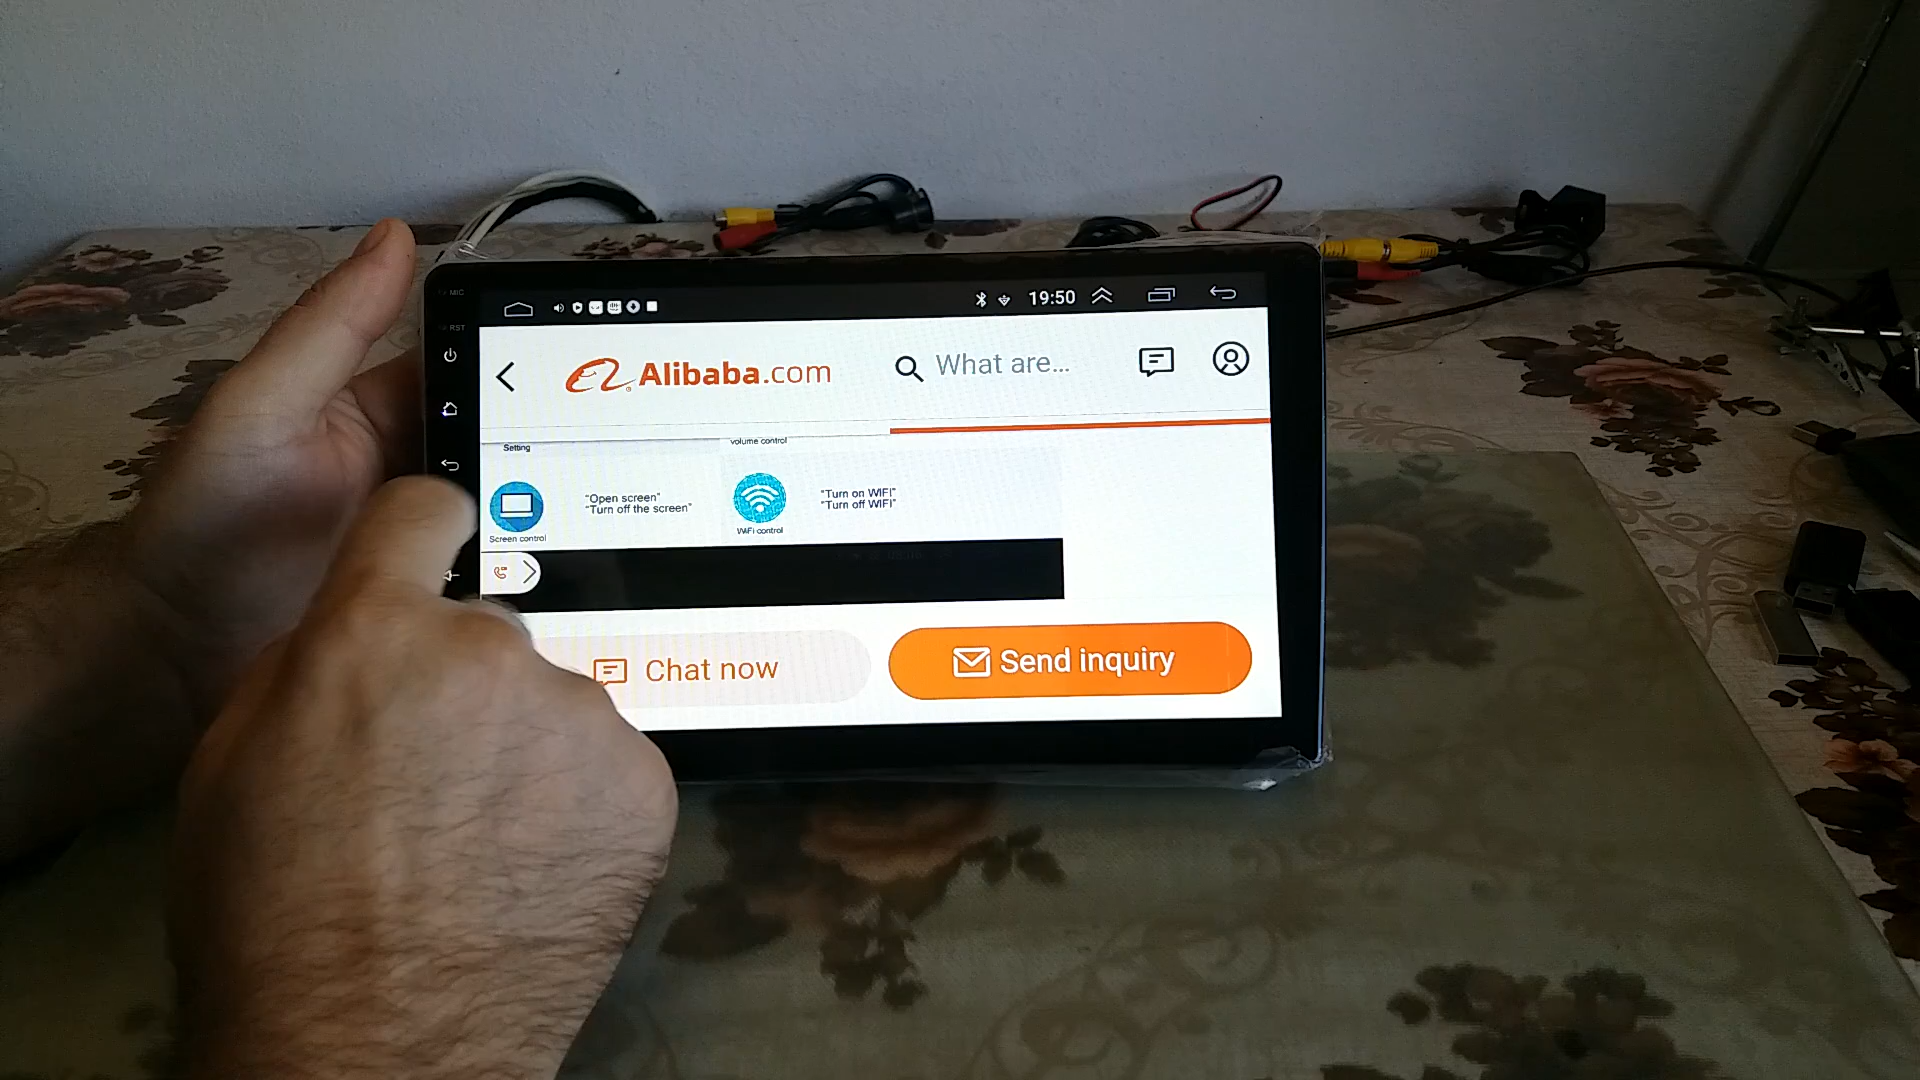 MIC
RST
19:50
Alibaba.com
What are...
Setting
volume control
"Open screen"
"Turn off the screen"
"Turn on WIFI"
"Turn off WIFI"
Screen control
WiFi control
Chat now
Send inquiry